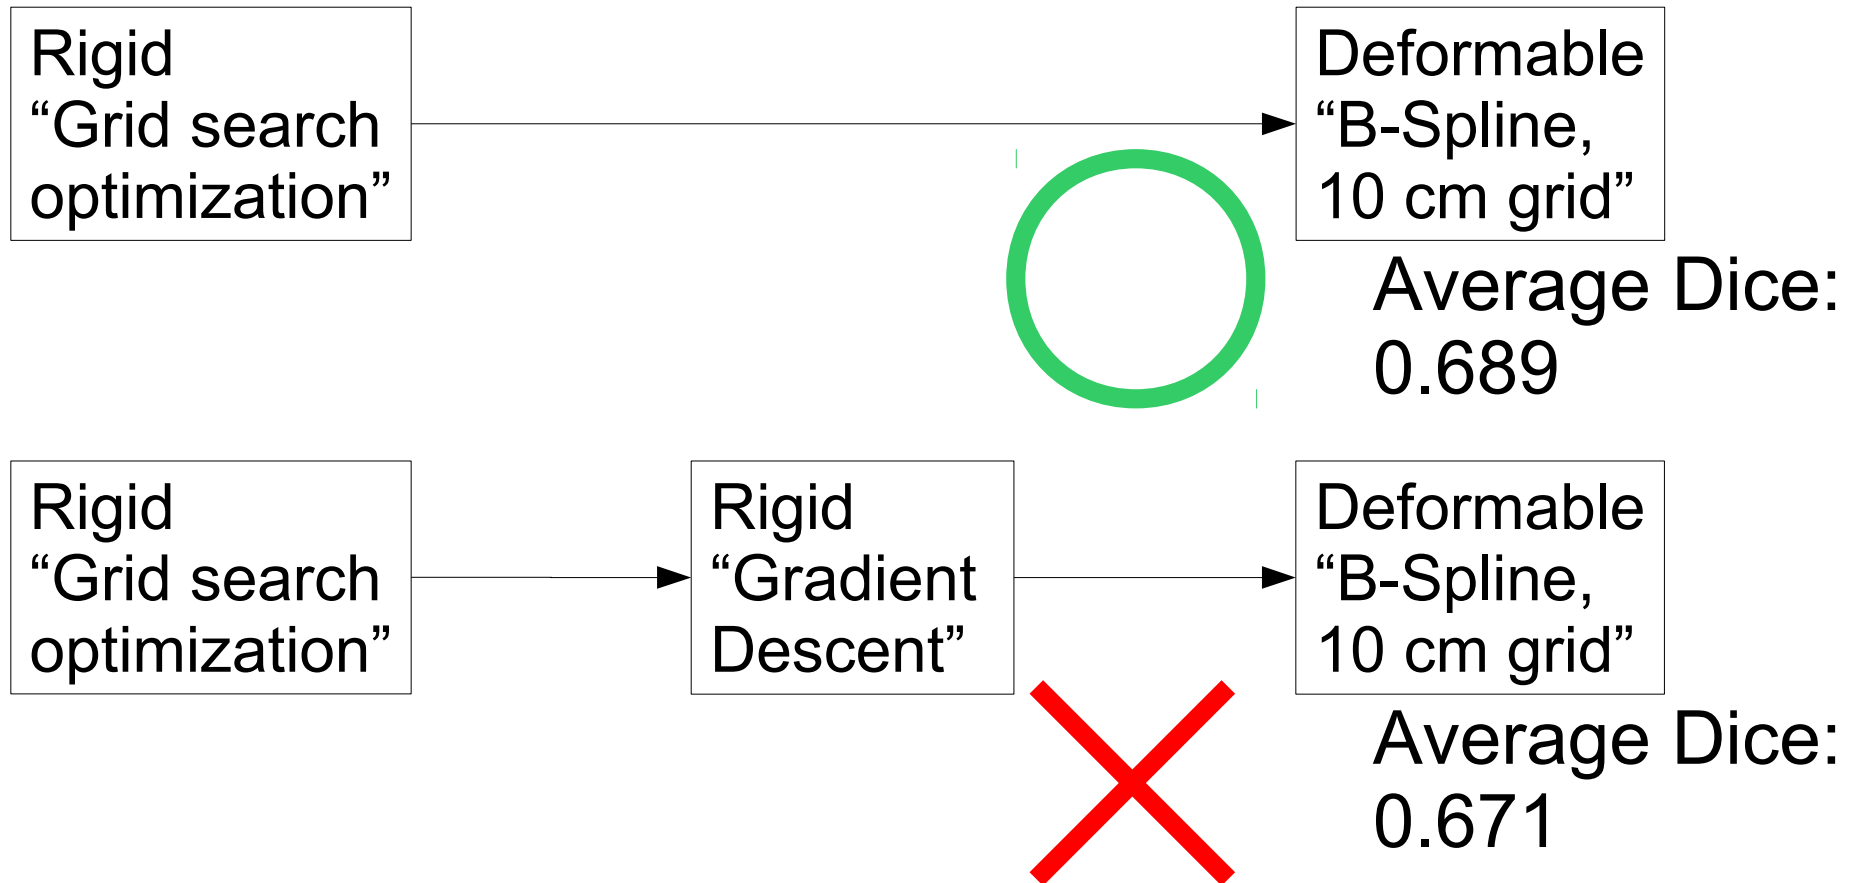 Rigid
“Grid search
optimization”
Deformable
“B-Spline,
10 cm grid”
Average Dice:
0.689
Rigid
“Grid search
optimization”
Rigid
“Gradient
Descent”
Deformable
“B-Spline,
10 cm grid”
Average Dice:
0.671